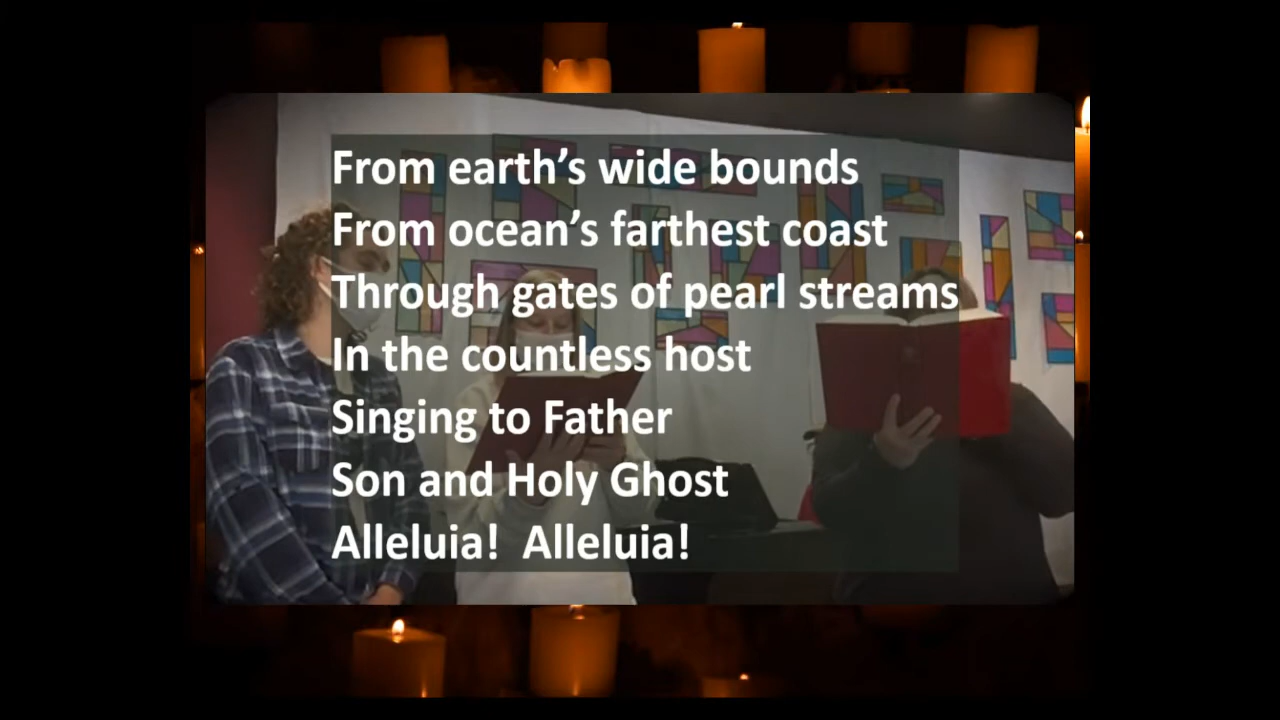 From earth’s wide bounds
From ocean’s farthest coast
Through gates of pearl streams
In the countless host
Singing to Father
Son and Holy Ghost
Alleluia!  Alleluia!